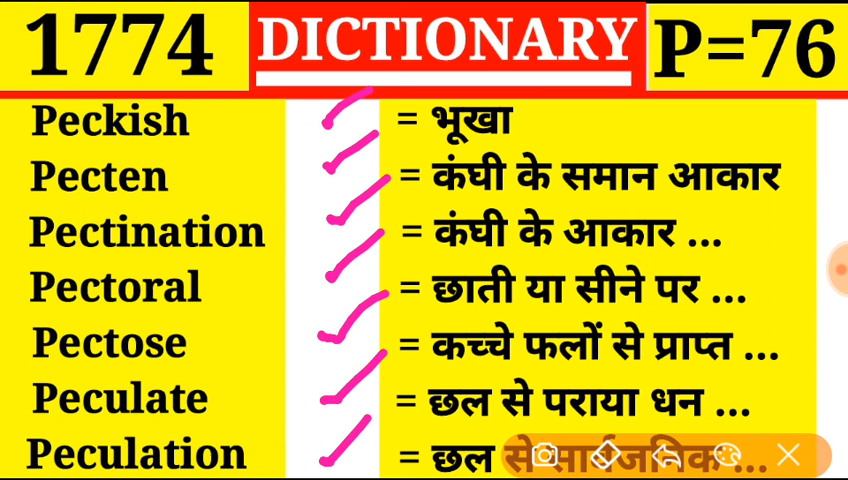 1774 DICTIONARY P=76
Peckish = भूखा
Pecten = कंघी के समान आकार
Pectination = कंघी के आकार ...
Pectoral = छाती या सीने पर ...
Pectose = कच्चे फलों से प्राप्त ...
Peculate = छल से पराया धन ...
Peculation = छल से सार्वजनिक ...